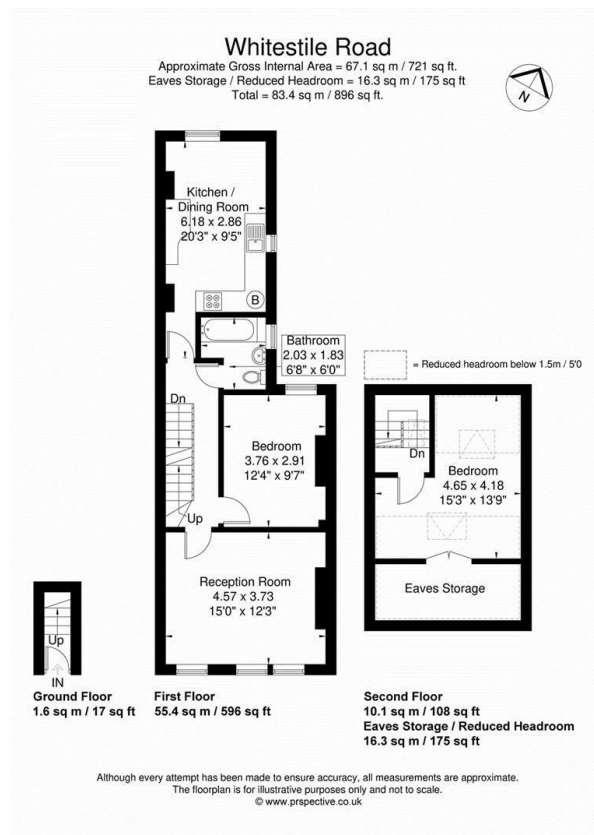 Whitestile Road
Approximate Gross Internal Area = 67.1 sq m / 721 sq ft.
Eaves Storage / Reduced Headroom = 16.3 sq m / 175 sq ft
Total = 83.4 sq m / 896 sq ft.
N
Kitchen /
Dining Room
6.18 x 2.86
20'3" x 9'5"
B
Bathroom
2.03 x 1.83
6'8" x 6'0"
= Reduced headroom below 1.5m / 5'0
Dn
Bedroom
3.76 x 2.91
12'4" x 9'7"
Up
Dn
Bedroom
4.65 x 4.18
15'3" x 13'9"
Reception Room
4.57 x 3.73
15'0" x 12'3"
Eaves Storage
Up
IN
Ground Floor
1.6 sq m / 17 sq ft
First Floor
55.4 sq m / 596 sq ft
Second Floor
10.1 sq m / 108 sq ft
Eaves Storage / Reduced Headroom
16.3 sq m / 175 sq ft
Although every attempt has been made to ensure accuracy, all measurements are approximate.
The floorplan is for illustrative purposes only and not to scale.
© www.prspective.co.uk